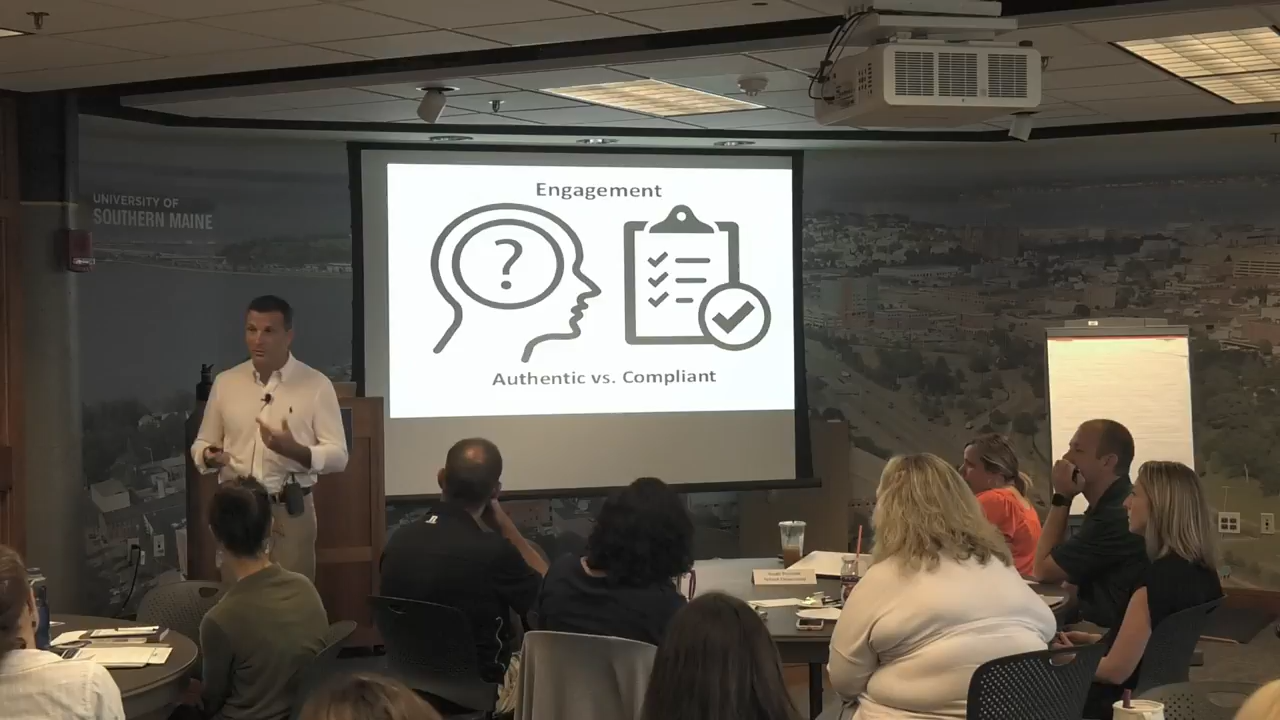 UNIVERSITY OF
SOUTHERN MAINE
Engagement
?
Authentic vs. Compliant